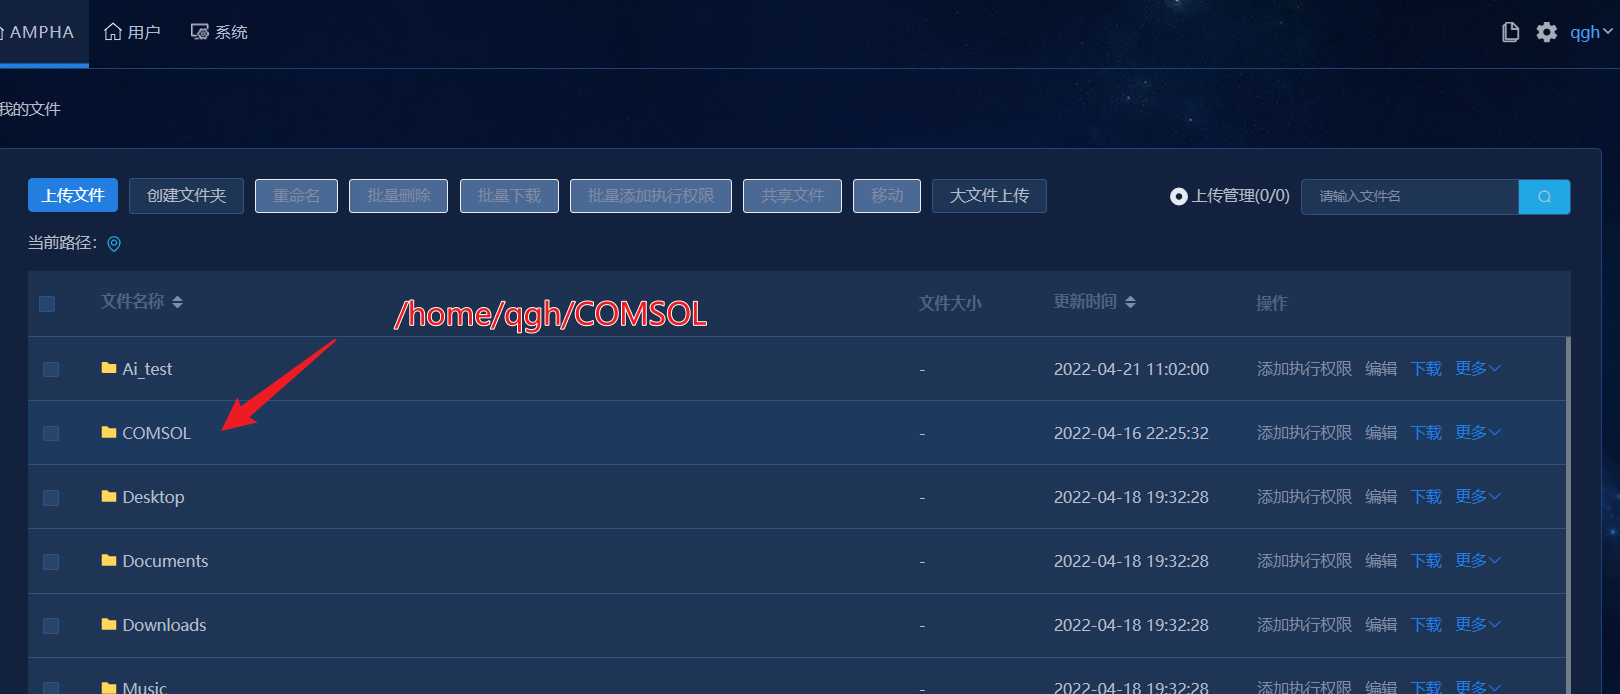 AMPHA 用户 系统 qgh
我的文件
上传文件 创建文件夹 重命名 批量删除 批量下载 批量添加执行权限 共享文件 移动 大文件上传 上传管理(0/0) 请输入文件名
当前路径：
文件名称 文件大小 更新时间 操作
/home/qgh/COMSOL
Ai_test - 2022-04-21 11:02:00 添加执行权限 编辑 下载 更多
COMSOL - 2022-04-16 22:25:32 添加执行权限 编辑 下载 更多
Desktop - 2022-04-18 19:32:28 添加执行权限 编辑 下载 更多
Documents - 2022-04-18 19:32:28 添加执行权限 编辑 下载 更多
Downloads - 2022-04-18 19:32:28 添加执行权限 编辑 下载 更多
Music - 2022-04-18 19:32:28 添加执行权限 编辑 下载 更多